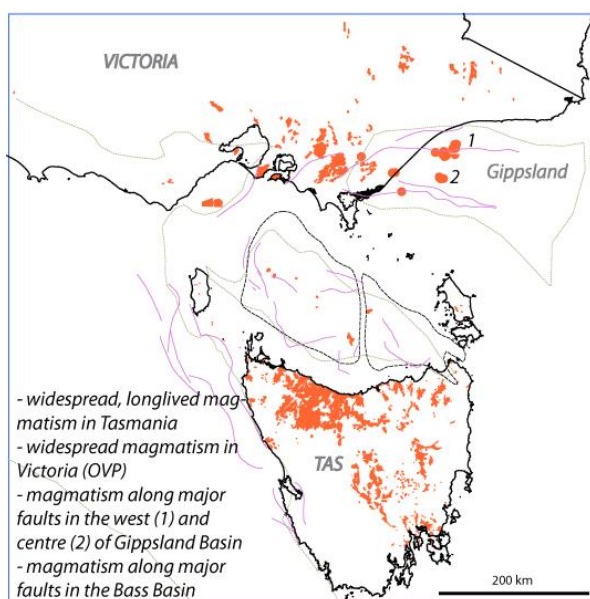 VICTORIA
1
2
Gippsland
- widespread, longlived mag-
matism in Tasmania
- widespread magmatism in
Victoria (OVP)
- magmatism along major
faults in the west (1) and
centre (2) of Gippsland Basin
- magmatism along major
faults in the Bass Basin
TAS
200 km